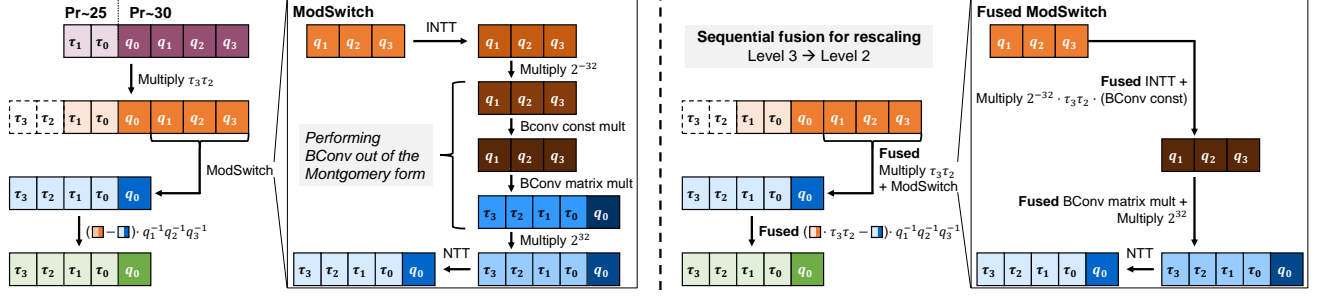 Pr~25 Pr~30
τ₁ τ₀ q₀ q₁ q₂ q₃
Multiply τ₃τ₂
τ₃ τ₂ τ₁ τ₀ q₀ q₁ q₂ q₃
ModSwitch
τ₃ τ₂ τ₁ τ₀ q₀
( − )· q₁⁻¹q₂⁻¹q₃⁻¹
τ₃ τ₂ τ₁ τ₀ q₀
ModSwitch
q₁ q₂ q₃
INTT
q₁ q₂ q₃
Multiply 2⁻³²
q₁ q₂ q₃
Bconv const mult
Performing
BConv out of the
Montgomery form
q₁ q₂ q₃
BConv matrix mult
τ₃ τ₂ τ₁ τ₀ q₀
Multiply 2³²
τ₃ τ₂ τ₁ τ₀ q₀
NTT
τ₃ τ₂ τ₁ τ₀ q₀
Sequential fusion for rescaling
Level 3 → Level 2
τ₃ τ₂ τ₁ τ₀ q₀ q₁ q₂ q₃
Fused
Multiply τ₃τ₂
+ ModSwitch
τ₃ τ₂ τ₁ τ₀ q₀
Fused ( · τ₃τ₂ − )· q₁⁻¹q₂⁻¹q₃⁻¹
τ₃ τ₂ τ₁ τ₀ q₀
Fused ModSwitch
q₁ q₂ q₃
Fused INTT +
Multiply 2⁻³² · τ₃τ₂ · (BConv const)
q₁ q₂ q₃
Fused BConv matrix mult +
Multiply 2³²
τ₃ τ₂ τ₁ τ₀ q₀
NTT
τ₃ τ₂ τ₁ τ₀ q₀